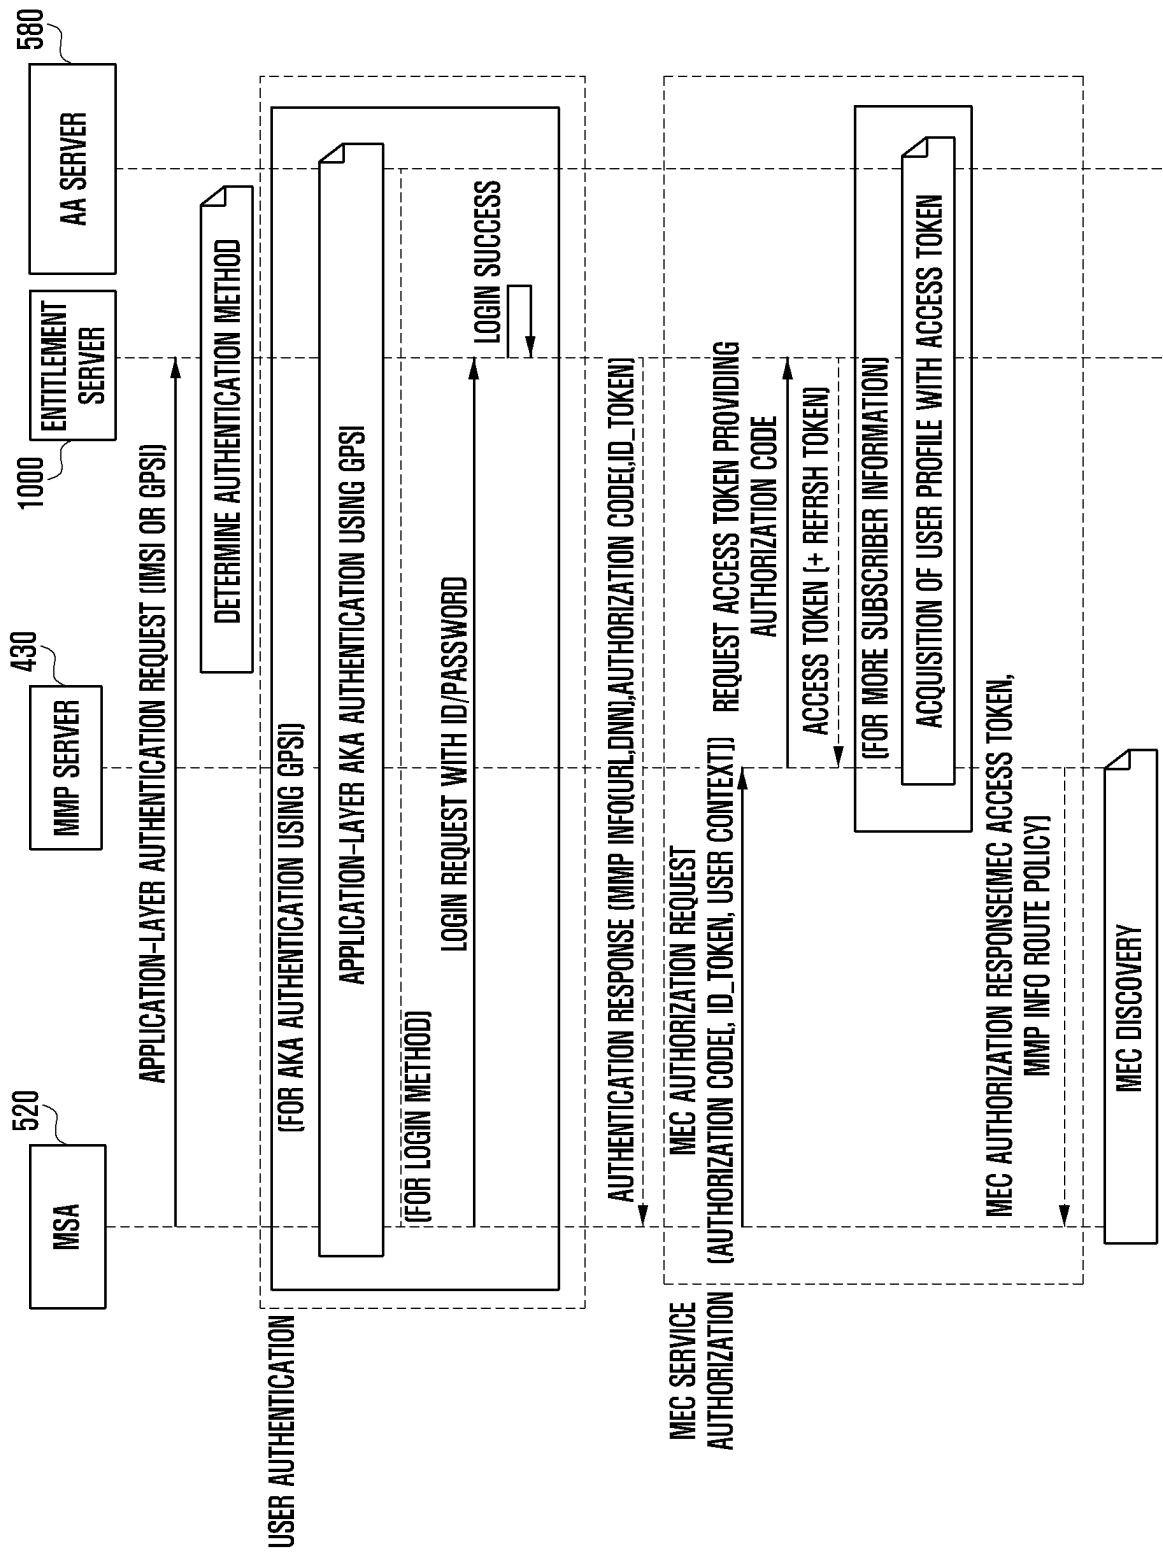 520
430
1000
580
MSA
MMP SERVER
ENTITLEMENT
SERVER
AA SERVER
APPLICATION-LAYER AUTHENTICATION REQUEST (IMSI OR GPSI)
DETERMINE AUTHENTICATION METHOD
USER AUTHENTICATION
(FOR AKA AUTHENTICATION USING GPSI)
APPLICATION-LAYER AKA AUTHENTICATION USING GPSI
(FOR LOGIN METHOD)
LOGIN REQUEST WITH ID/PASSWORD
LOGIN SUCCESS
AUTHENTICATION RESPONSE (MMP INFO(URL,DNN),AUTHORIZATION CODE(,ID_TOKEN)
MEC SERVICE
AUTHORIZATION
MEC AUTHORIZATION REQUEST
(AUTHORIZATION CODE[, ID_TOKEN, USER CONTEXT])
REQUEST ACCESS TOKEN PROVIDING
AUTHORIZATION CODE
ACCESS TOKEN (+ REFRSH TOKEN)
(FOR MORE SUBSCRIBER INFORMATION)
ACQUISITION OF USER PROFILE WITH ACCESS TOKEN
MEC AUTHORIZATION RESPONSE(MEC ACCESS TOKEN,
MMP INFO ROUTE POLICY)
MEC DISCOVERY